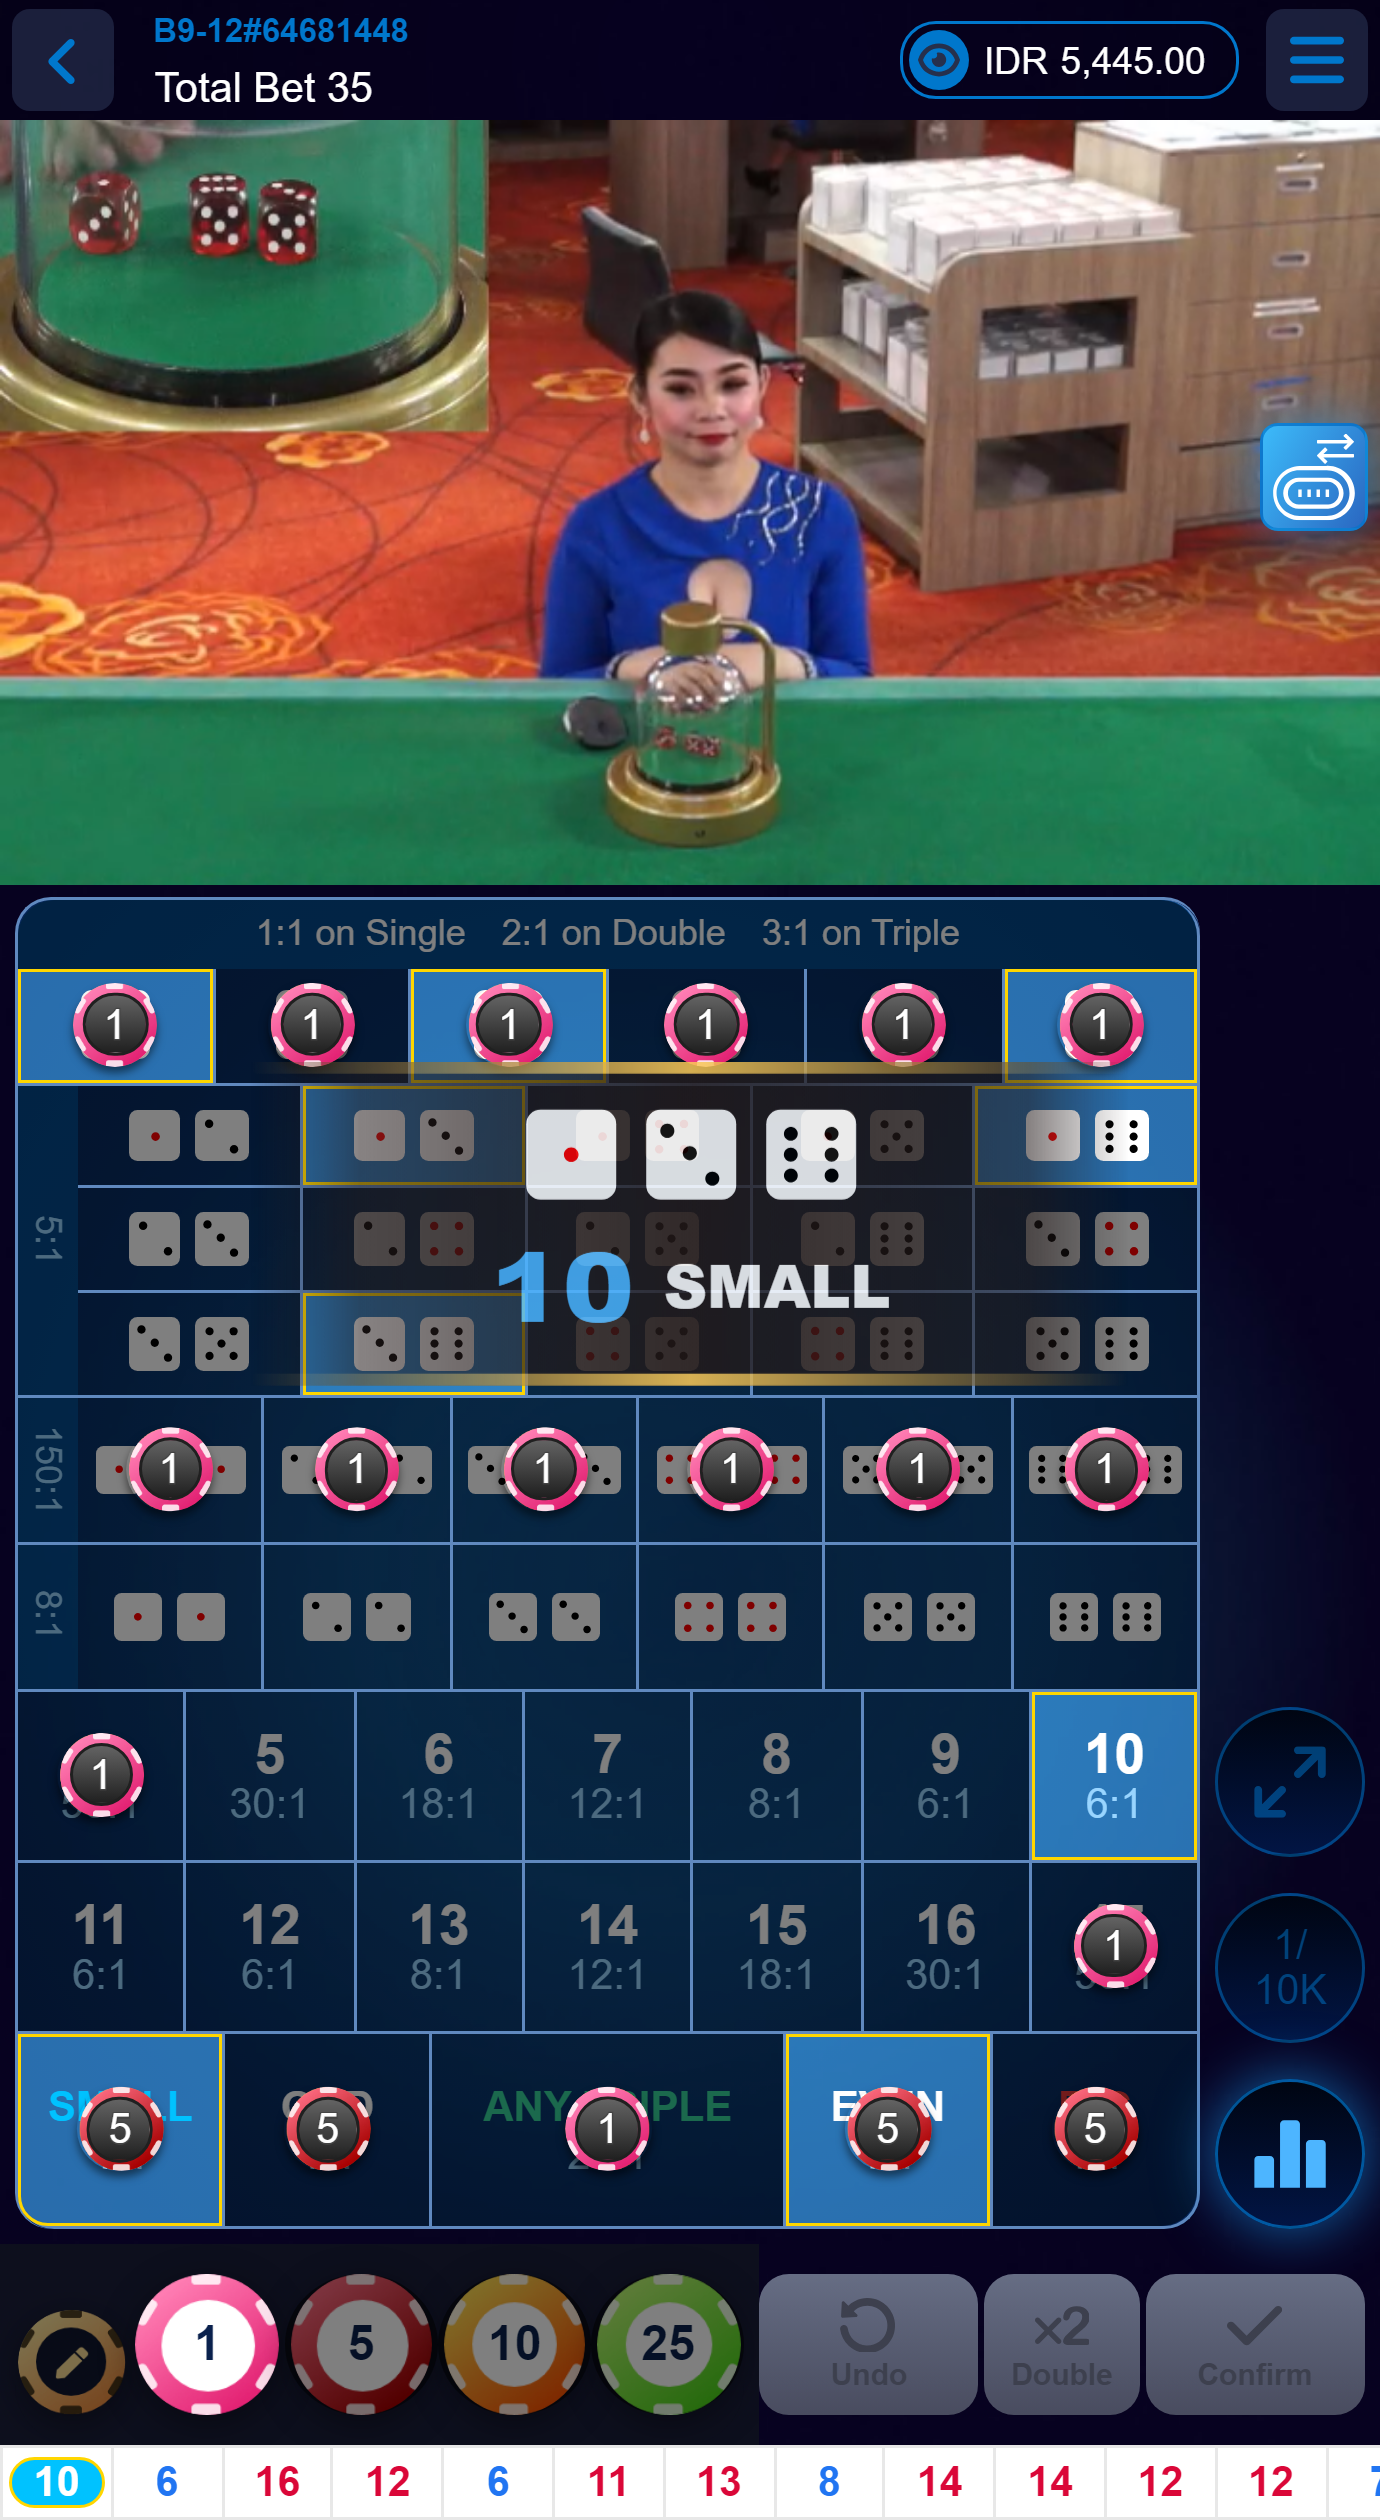 B9-12#64681448
Total Bet 35
IDR 5,445.00
1:1 on Single 2:1 on Double 3:1 on Triple
1 1 1 1 1 1
5:1
10 SMALL
150:1
1 1 1 1 1 1
8:1
1 5 6 7 8 9 10
30:1 18:1 12:1 8:1 6:1 6:1
11 12 13 14 15 16 1
6:1 6:1 8:1 12:1 18:1 30:1
1/
10K
5 5 1 5 5
1 5 10 25
x2
Undo Double Confirm
10 6 16 12 6 11 13 8 14 14 12 12